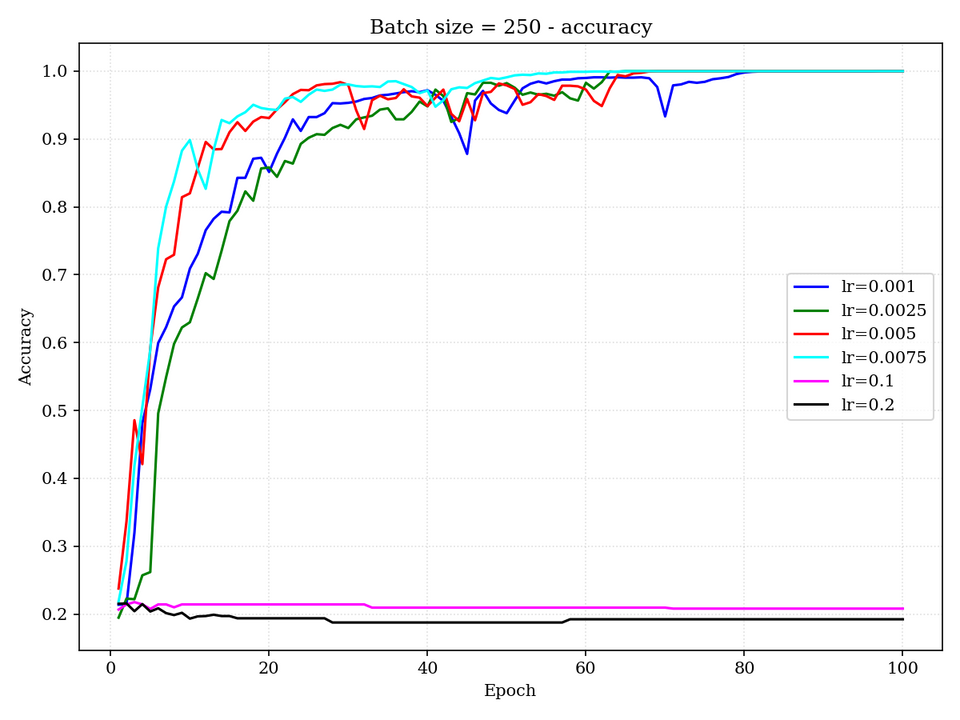 Batch size = 250 - accuracy
Accuracy
1.0
0.9
0.8
0.7
0.6
0.5
0.4
0.3
0.2
lr=0.001
lr=0.0025
lr=0.005
lr=0.0075
lr=0.1
lr=0.2
0 20 40 60 80 100
Epoch